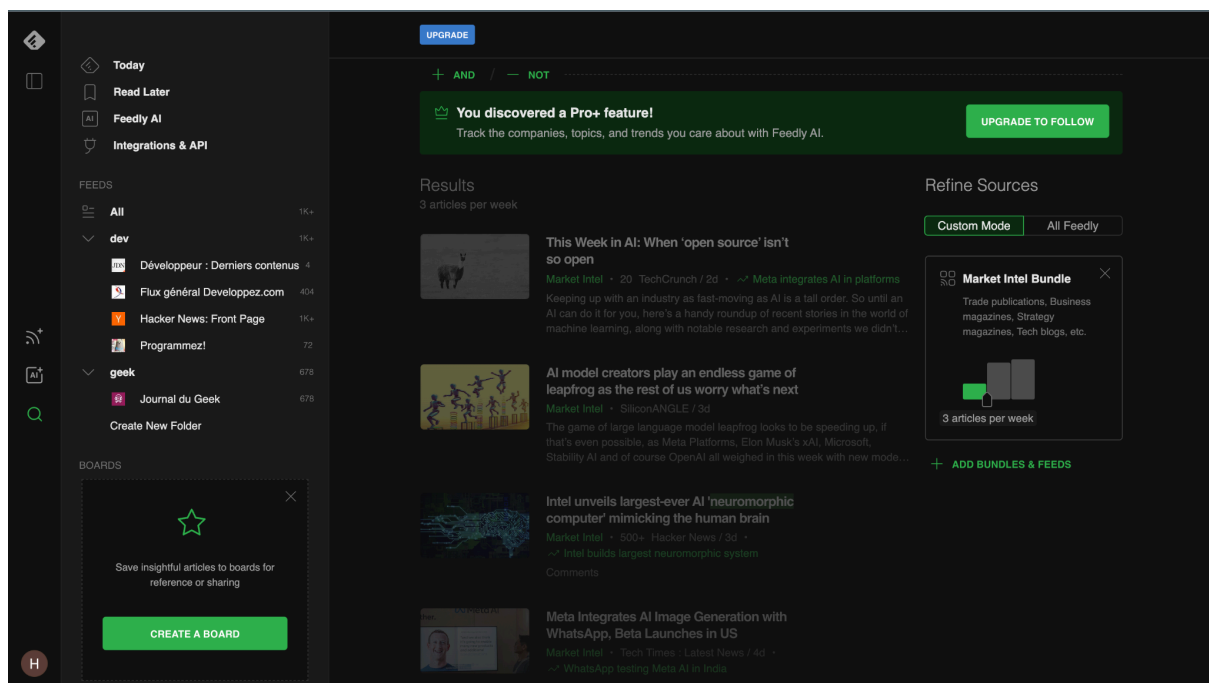 UPGRADE
Today
Read Later
AI
Feedly AI
Integrations & API
FEEDS
All 1K+
dev 1K+
JDN Développeur : Derniers contenus 4
Flux général Developpez.com 404
Y Hacker News: Front Page 1K+
Programmez! 72
geek 678
Journal du Geek 678
Create New Folder
BOARDS
Save insightful articles to boards for
reference or sharing
CREATE A BOARD
AI
H
+ AND / — NOT
You discovered a Pro+ feature!
Track the companies, topics, and trends you care about with Feedly AI.
UPGRADE TO FOLLOW
Results
3 articles per week
This Week in AI: When ‘open source’ isn’t
so open
Market Intel • 20 TechCrunch / 2d • Meta integrates AI in platforms
Keeping up with an industry as fast-moving as AI is a tall order. So until an
AI can do it for you, here’s a handy roundup of recent stories in the world of
machine learning, along with notable research and experiments we didn’t…
AI model creators play an endless game of
leapfrog as the rest of us worry what’s next
Market Intel • SiliconANGLE / 3d
The game of large language model leapfrog looks to be speeding up, if
that’s even possible, as Meta Platforms, Elon Musk’s xAI, Microsoft,
Stability AI and of course OpenAI all weighed in this week with new mode…
Intel unveils largest-ever AI 'neuromorphic
computer' mimicking the human brain
Market Intel • 500+ Hacker News / 3d •
Intel builds largest neuromorphic system
Comments
Meta Integrates AI Image Generation with
WhatsApp, Beta Launches in US
Market Intel • Tech Times : Latest News / 4d •
WhatsApp testing Meta AI in India
Refine Sources
Custom Mode All Feedly
Market Intel Bundle
Trade publications, Business
magazines, Strategy
magazines, Tech blogs, etc.
3 articles per week
+ ADD BUNDLES & FEEDS